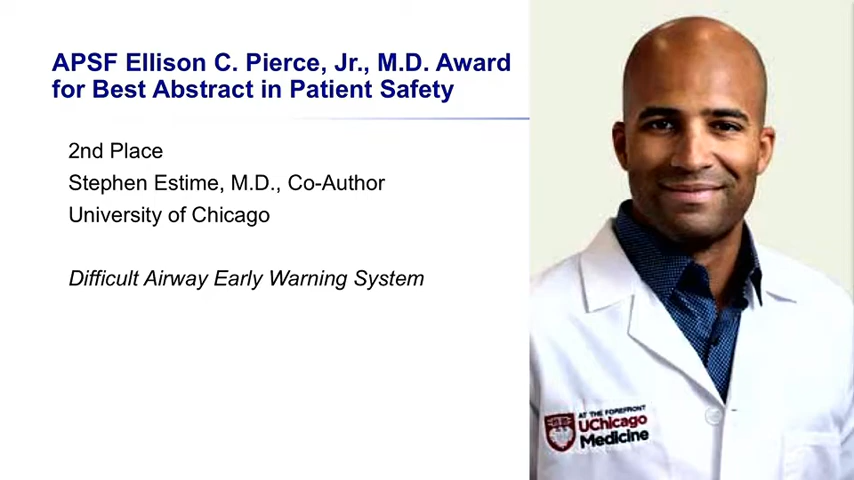 APSF Ellison C. Pierce, Jr., M.D. Award
for Best Abstract in Patient Safety
2nd Place
Stephen Estime, M.D., Co-Author
University of Chicago
Difficult Airway Early Warning System
AT THE FOREFRONT
UChicago
Medicine